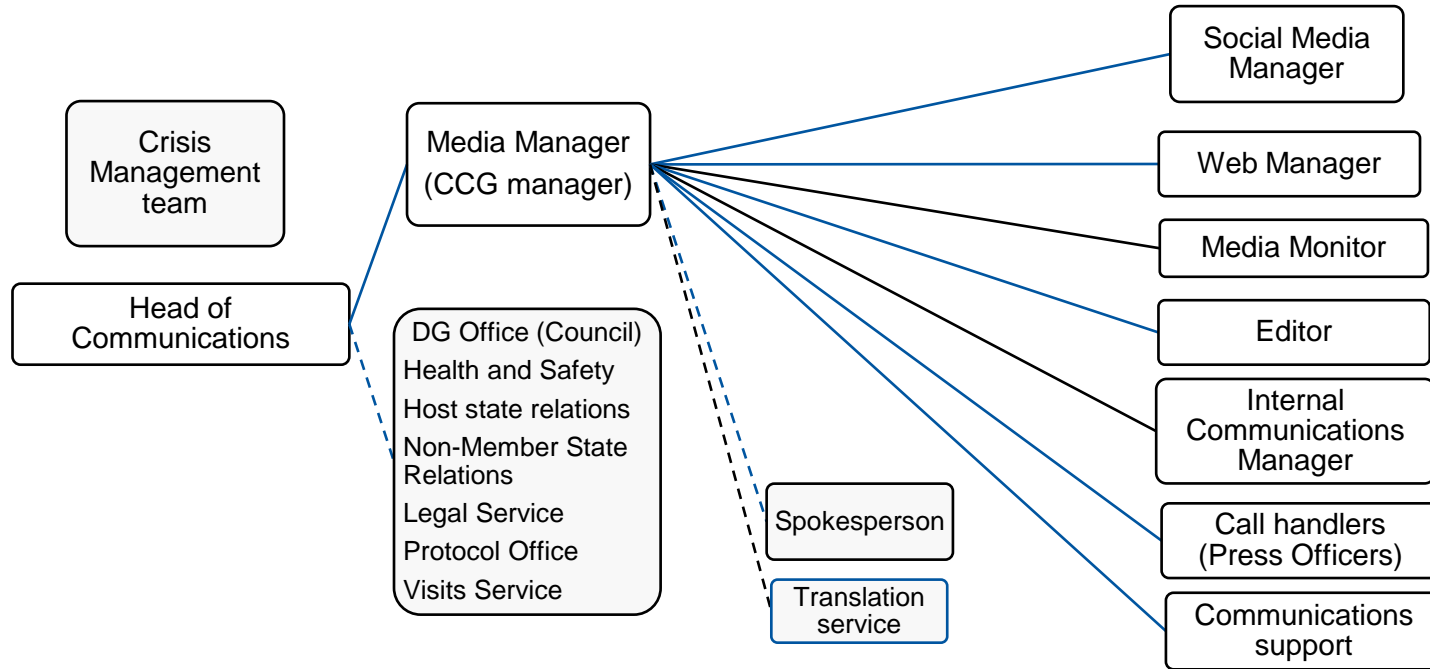 Crisis
Management
team
Head of
Communications
Media Manager
(CCG manager)
DG Office (Council)
Health and Safety
Host state relations
Non-Member State
Relations
Legal Service
Protocol Office
Visits Service
Spokesperson
Translation
service
Social Media
Manager
Web Manager
Media Monitor
Editor
Internal
Communications
Manager
Call handlers
(Press Officers)
Communications
support